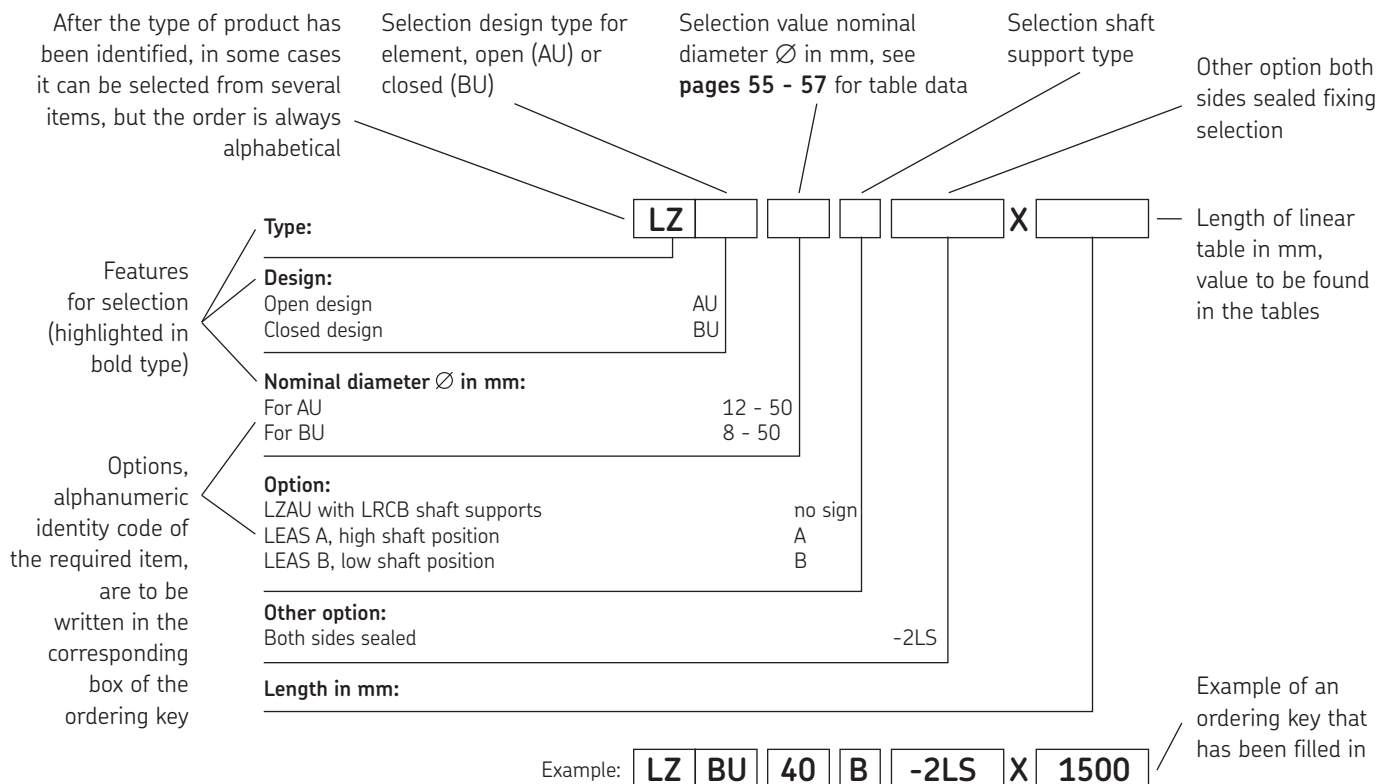 After the type of product has
been identified, in some cases
it can be selected from several
items, but the order is always
alphabetical
Selection design type for
element, open (AU) or
closed (BU)
Selection value nominal
diameter ∅ in mm, see
pages 55 - 57 for table data
Selection shaft
support type
Other option both
sides sealed fixing
selection
LZ X
Length of linear
table in mm,
value to be found
in the tables
Features
for selection
(highlighted in
bold type)
Type:
Design:
Open design AU
Closed design BU
Nominal diameter ∅ in mm:
For AU 12 - 50
For BU 8 - 50
Options,
alphanumeric
identity code of
the required item,
are to be
written in the
corresponding
box of the
ordering key
Option:
LZAU with LRCB shaft supports no sign
LEAS A, high shaft position A
LEAS B, low shaft position B
Other option:
Both sides sealed -2LS
Length in mm:
Example of an
ordering key that
has been filled in
Example: LZ BU 40 B -2LS X 1500